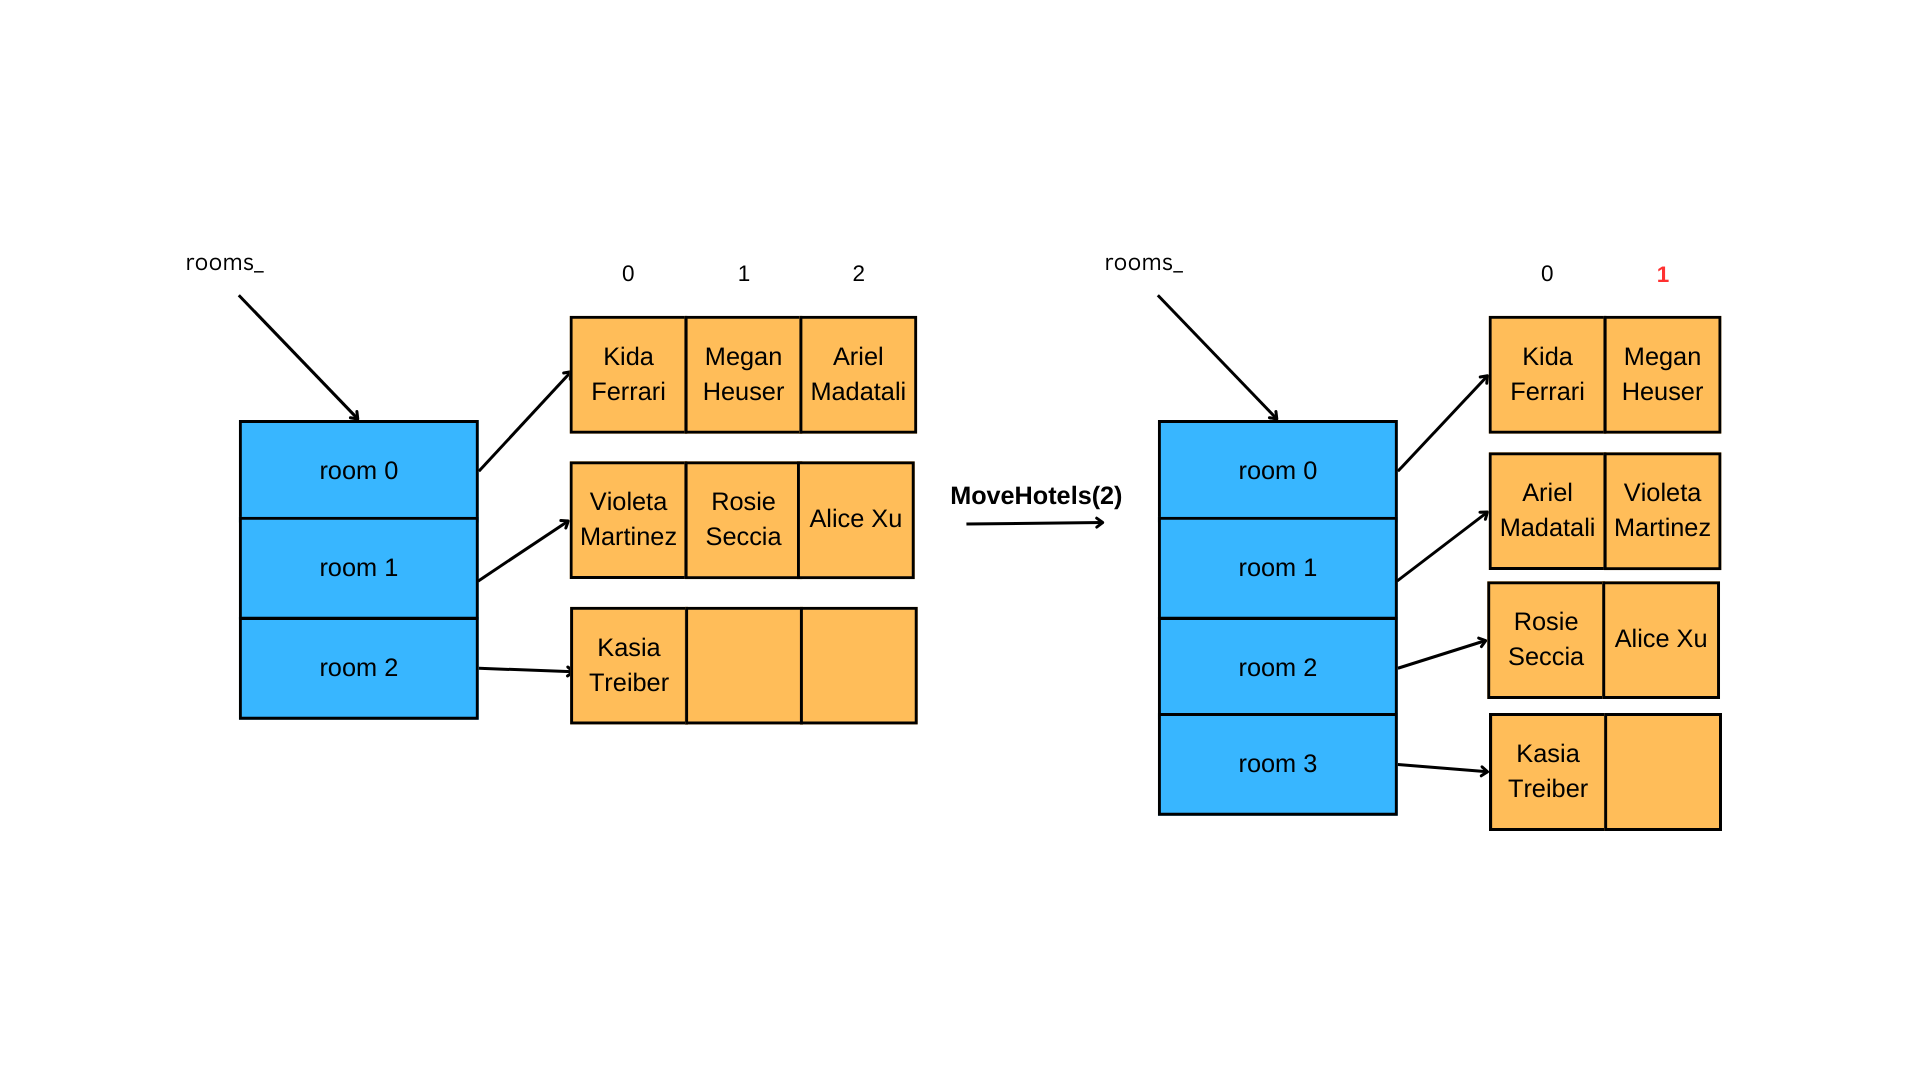 rooms_
0
1
2
Kida
Ferrari
Megan
Heuser
Ariel
Madatali
room 0
Violeta
Martinez
Rosie
Seccia
Alice Xu
room 1
Kasia
Treiber
room 2
MoveHotels(2)
rooms_
0
1
Kida
Ferrari
Megan
Heuser
room 0
Ariel
Madatali
Violeta
Martinez
room 1
Rosie
Seccia
Alice Xu
room 2
Kasia
Treiber
room 3